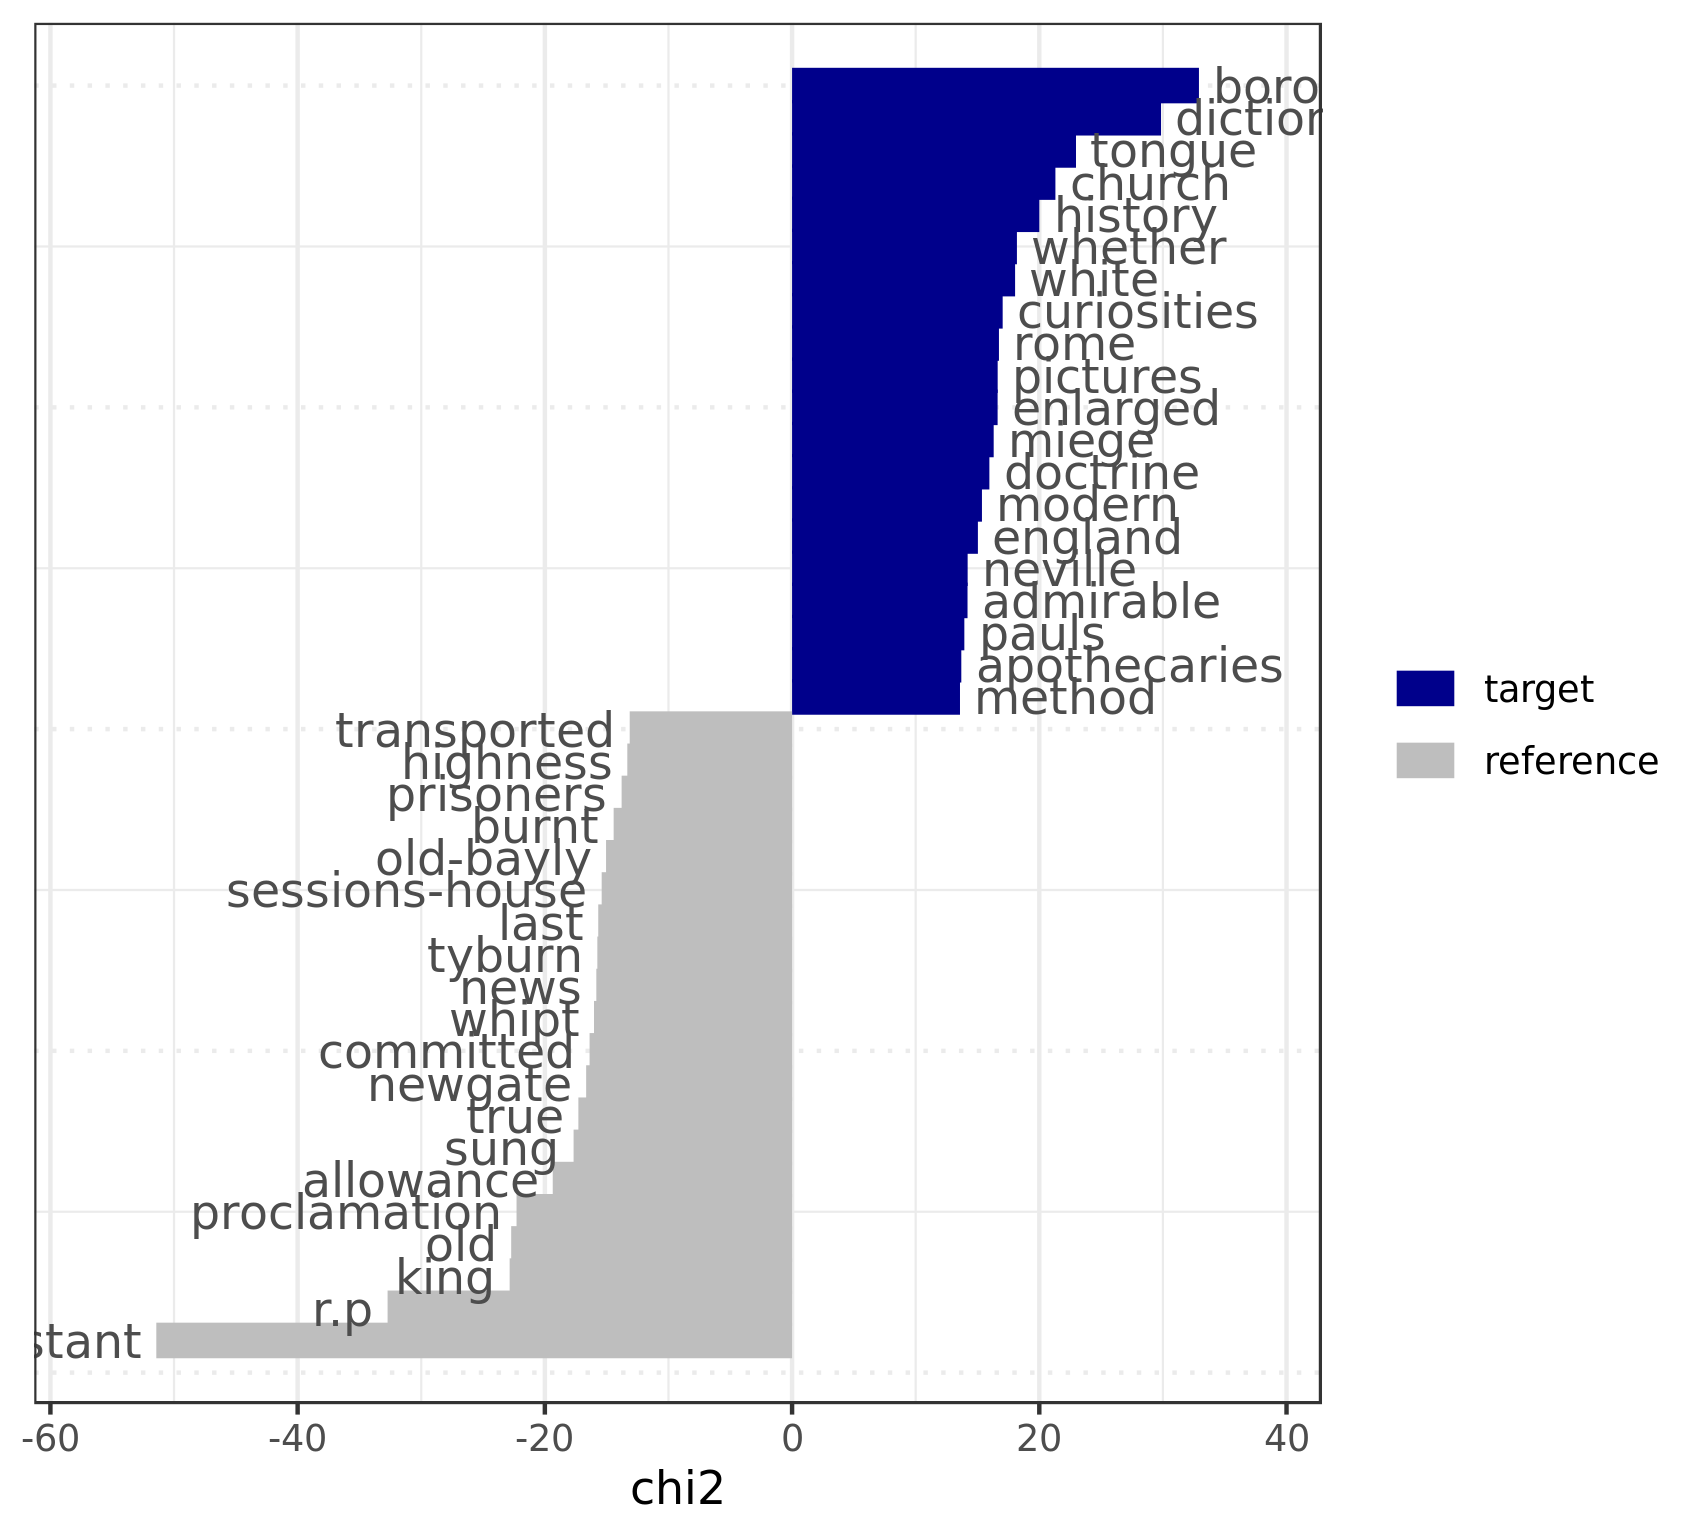 boro
diction
tongue
church
history
whether
white
curiosities
rome
pictures
enlarged
miege
doctrine
modern
england
neville
admirable
pauls
apothecaries
method
transported
highness
prisoners
burnt
old-bayly
sessions-house
last
tyburn
news
whipt
committed
newgate
true
sung
allowance
proclamation
old
king
r.p
stant
-60 -40 -20 0 20 40
chi2
target
reference